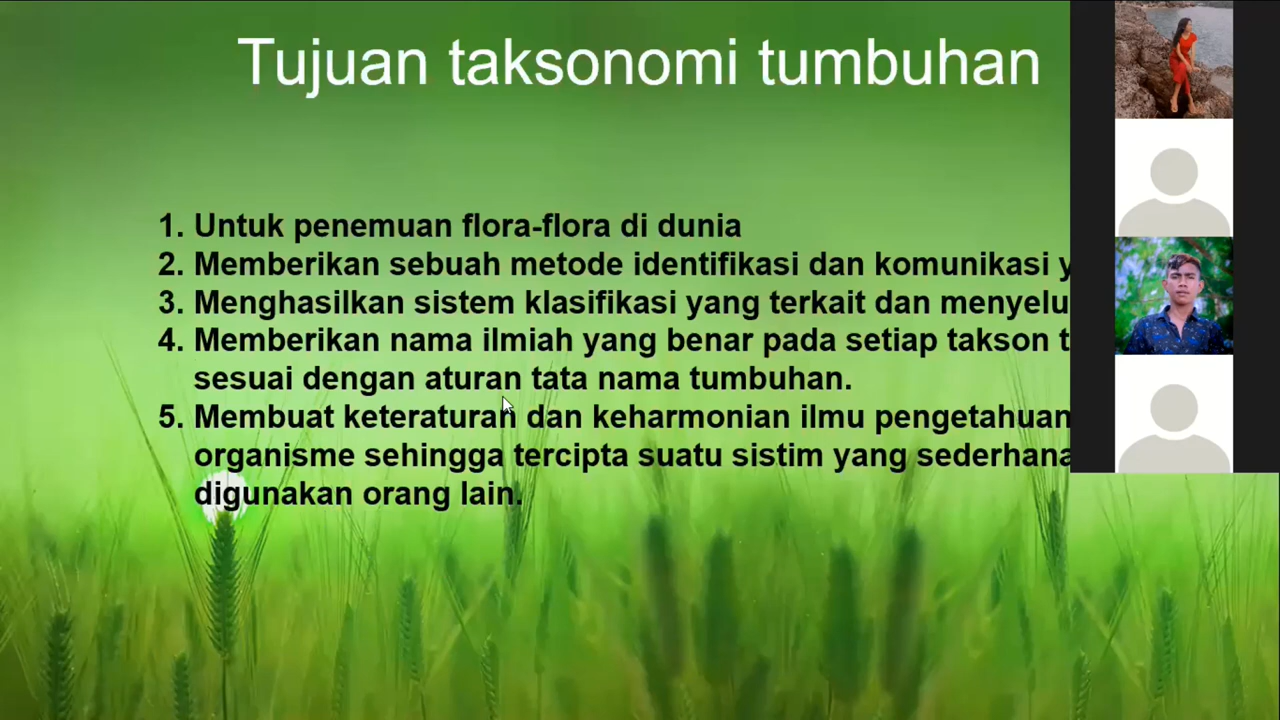 Tujuan taksonomi tumbuhan
1. Untuk penemuan flora-flora di dunia
2. Memberikan sebuah metode identifikasi dan komunikasi
3. Menghasilkan sistem klasifikasi yang terkait dan
4. Memberikan nama ilmiah yang benar pada setiap takson
sesuai dengan aturan tata nama tumbuhan.
5. Membuat keteraturan dan keharmonian ilmu pengetahuan
organisme sehingga tercipta suatu sistim yang sederhana
digunakan orang lain.